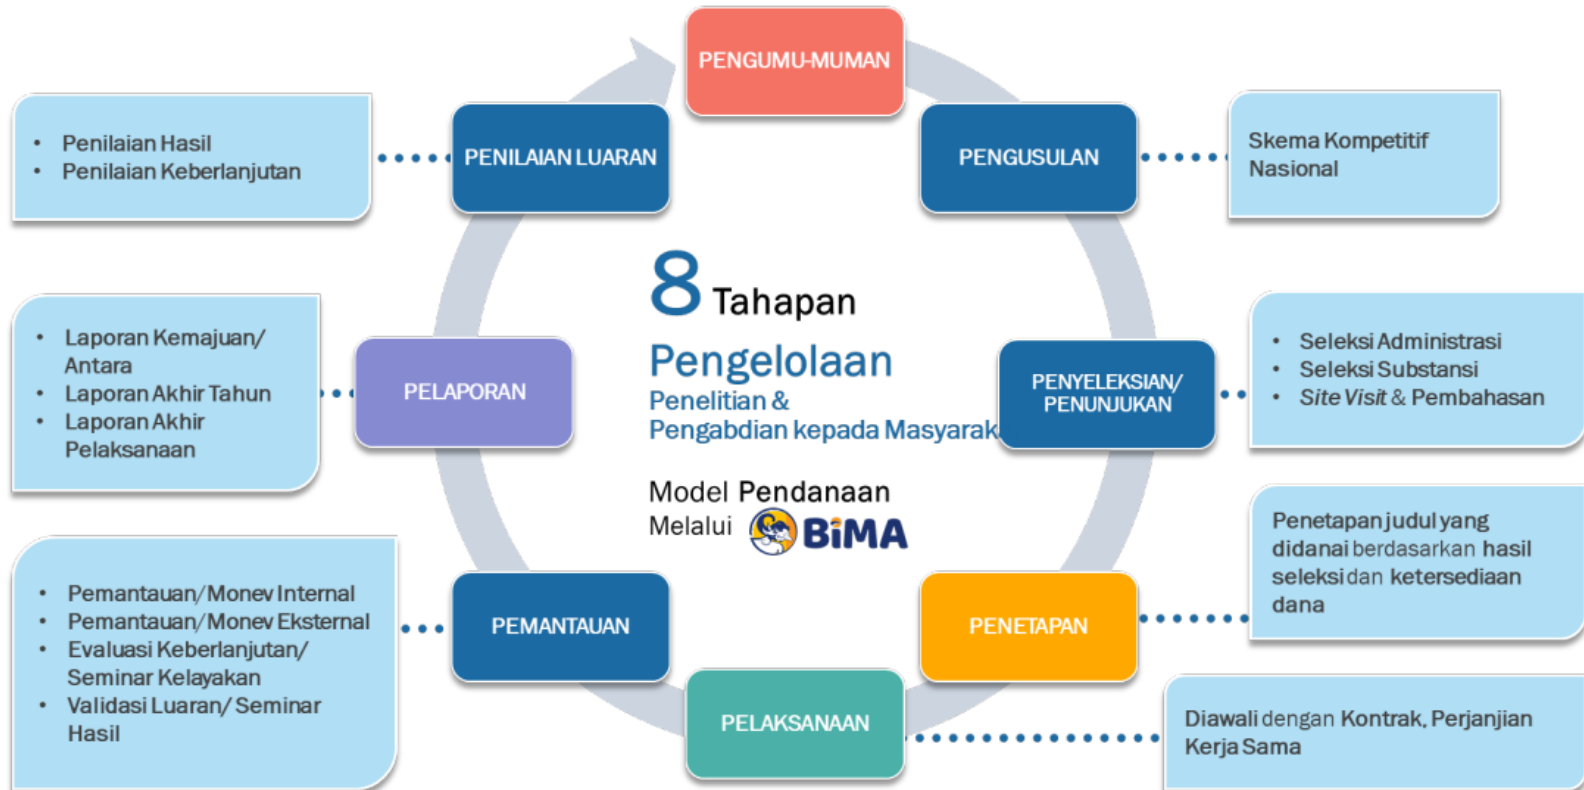 PENGUMU-MUMAN
PENGUSULAN
Skema Kompetitif
Nasional
PENYELEKSIAN/
PENUNJUKAN
• Seleksi Administrasi
• Seleksi Substansi
• Site Visit & Pembahasan
PENETAPAN
Penetapan judul yang
didanai berdasarkan hasil
seleksi dan ketersediaan
dana
PELAKSANAAN
Diawali dengan Kontrak, Perjanjian
Kerja Sama
PEMANTAUAN
• Pemantauan/Monev Internal
• Pemantauan/Monev Eksternal
• Evaluasi Keberlanjutan/
Seminar Kelayakan
• Validasi Luaran/ Seminar
Hasil
PELAPORAN
• Laporan Kemajuan/
Antara
• Laporan Akhir Tahun
• Laporan Akhir
Pelaksanaan
PENILAIAN LUARAN
• Penilaian Hasil
• Penilaian Keberlanjutan
8 Tahapan
Pengelolaan
Penelitian &
Pengabdian kepada Masyarak
Model Pendanaan
Melalui BiMA